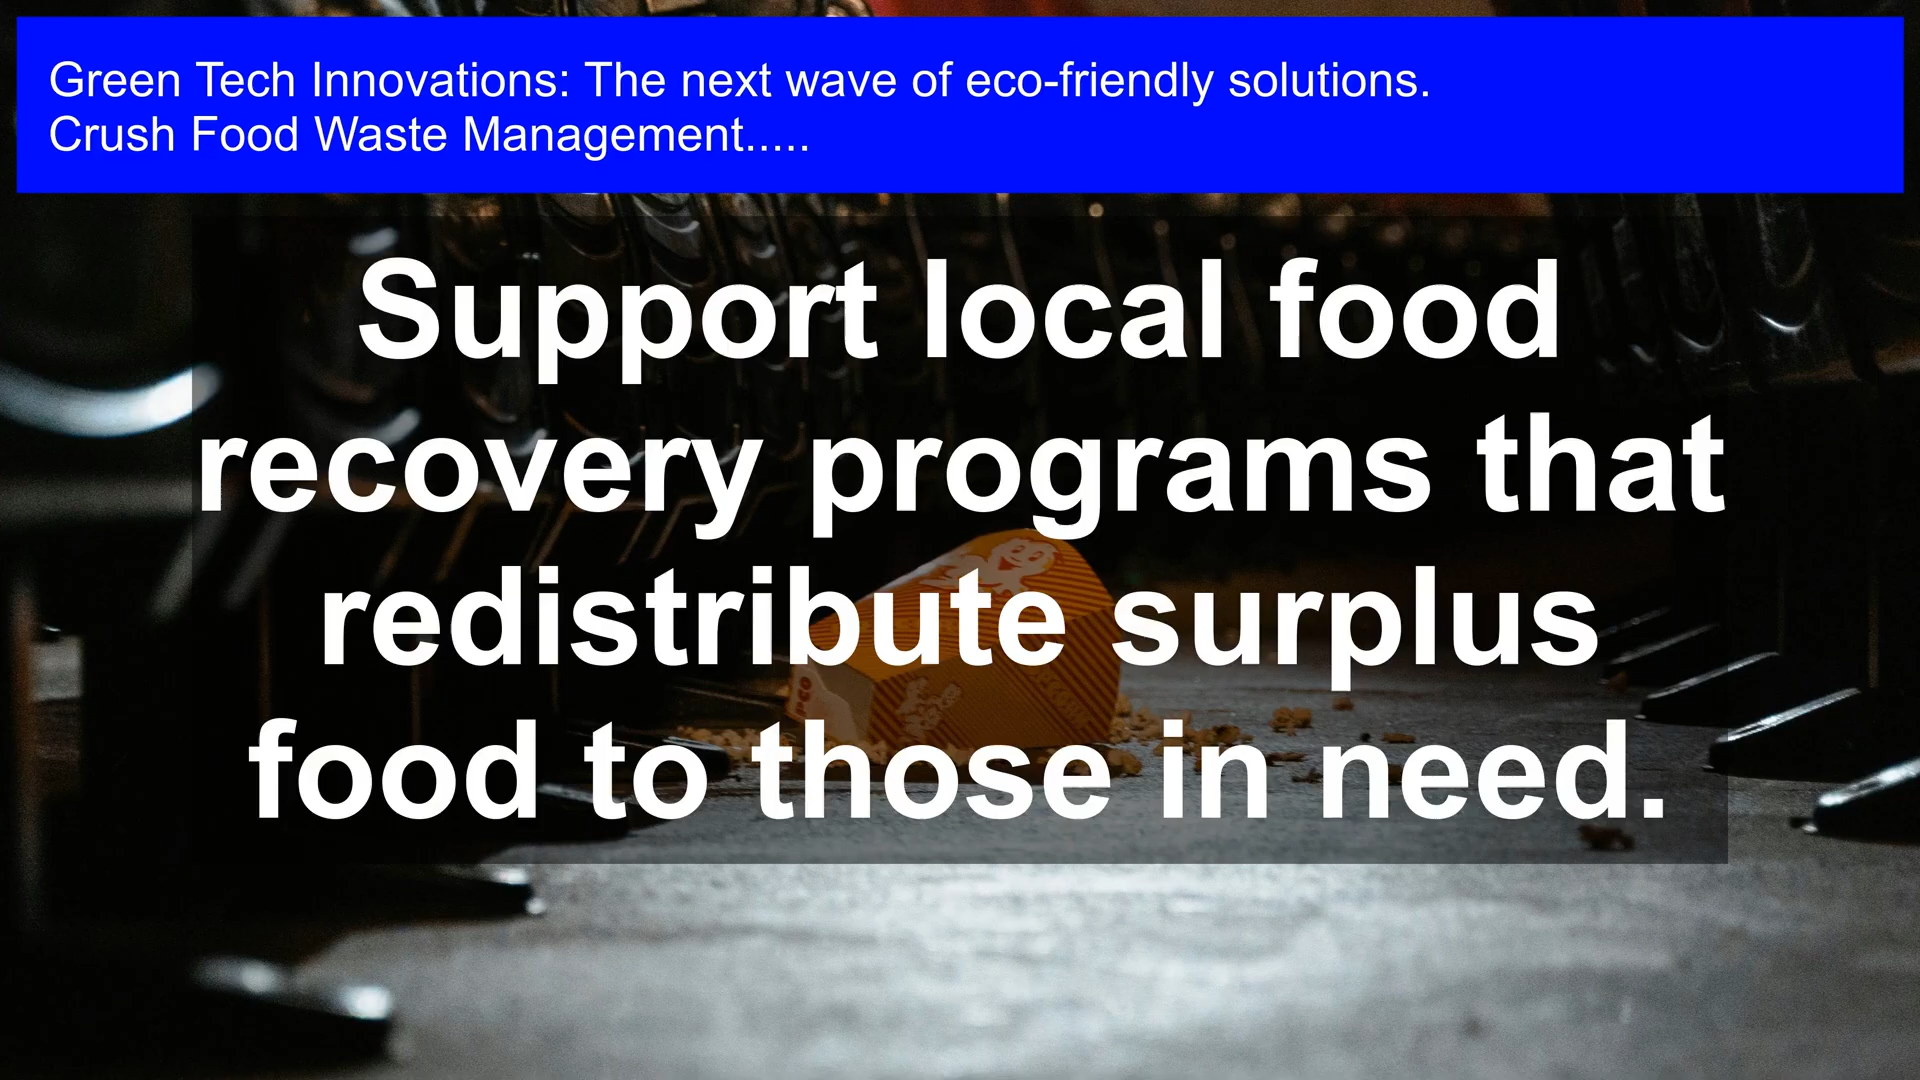 Green Tech Innovations: The next wave of eco-friendly solutions.
Crush Food Waste Management.....
Support local food
recovery programs that
redistribute surplus
food to those in need.